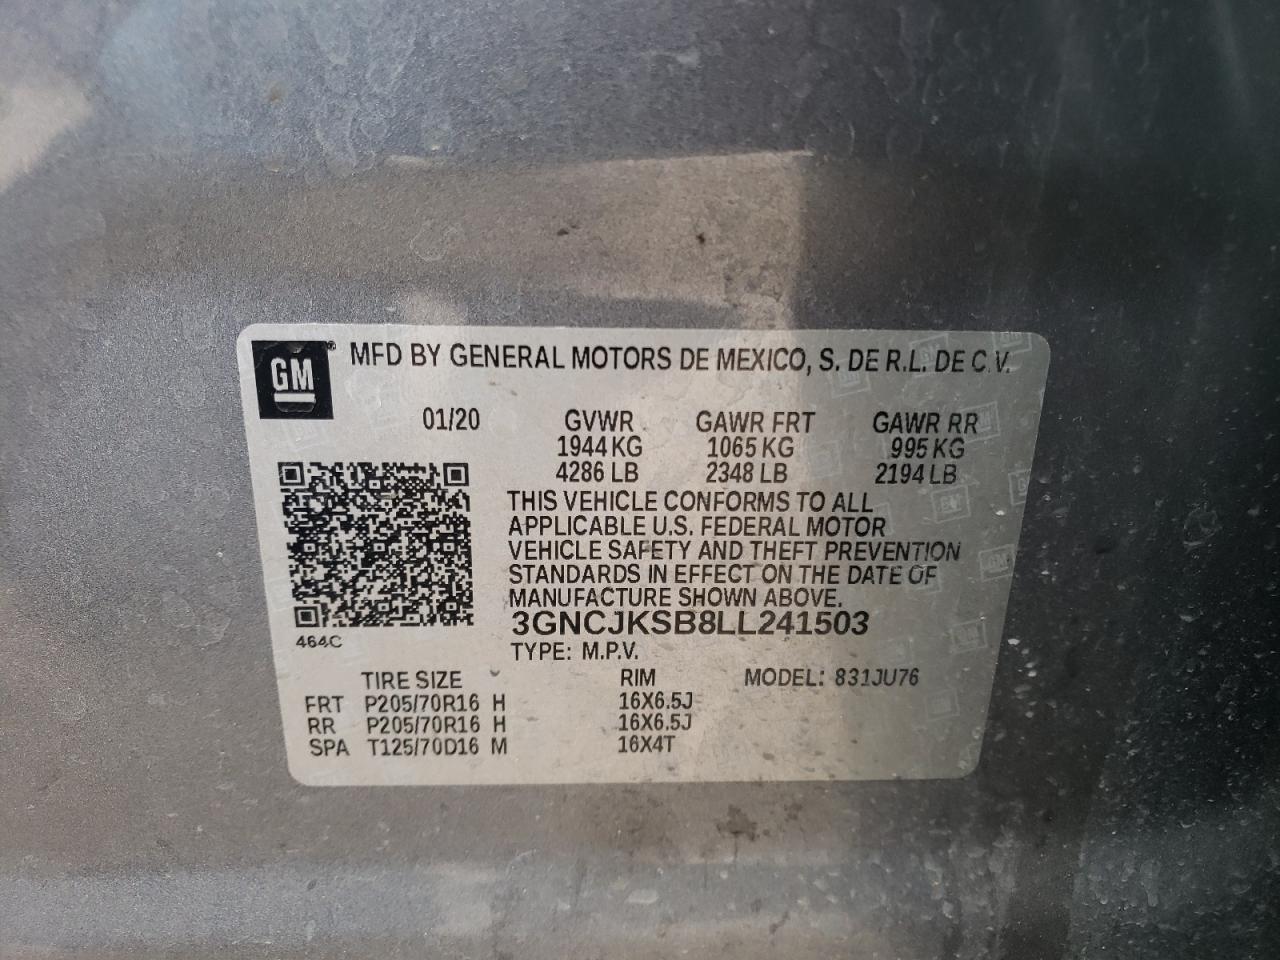 GM
MFD BY GENERAL MOTORS DE MEXICO, S. DE R.L. DE C.V.
01/20 GVWR GAWR FRT GAWR RR
1944 KG 1065 KG 995 KG
4286 LB 2348 LB 2194 LB
THIS VEHICLE CONFORMS TO ALL
APPLICABLE U.S. FEDERAL MOTOR
VEHICLE SAFETY AND THEFT PREVENTION
STANDARDS IN EFFECT ON THE DATE OF
MANUFACTURE SHOWN ABOVE.
3GNCJKSB8LL241503
464C
TYPE: M.P.V.
TIRE SIZE RIM MODEL: 831JU76
FRT P205/70R16 H 16X6.5J
RR P205/70R16 H 16X6.5J
SPA T125/70D16 M 16X4T